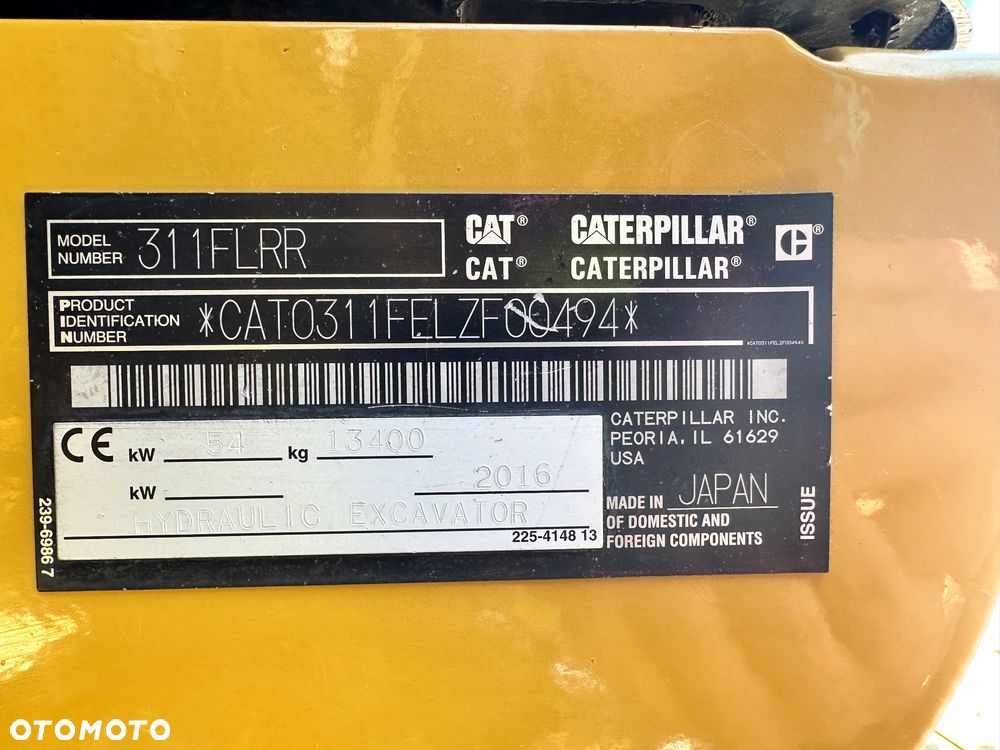 MODEL NUMBER 311FLRR
CAT® CATERPILLAR® C®
CAT® CATERPILLAR®
PRODUCT IDENTIFICATION NUMBER *CAT0311FELZF00494*
*CAT0311FELZF00494*
CE kW 54 kg 13400
kW 2016
HYDRAULIC EXCAVATOR
225-4148 13
239-6986 7
CATERPILLAR INC.
PEORIA, IL 61629
USA
MADE IN JAPAN
OF DOMESTIC AND
FOREIGN COMPONENTS
ISSUE
OTOMOTO